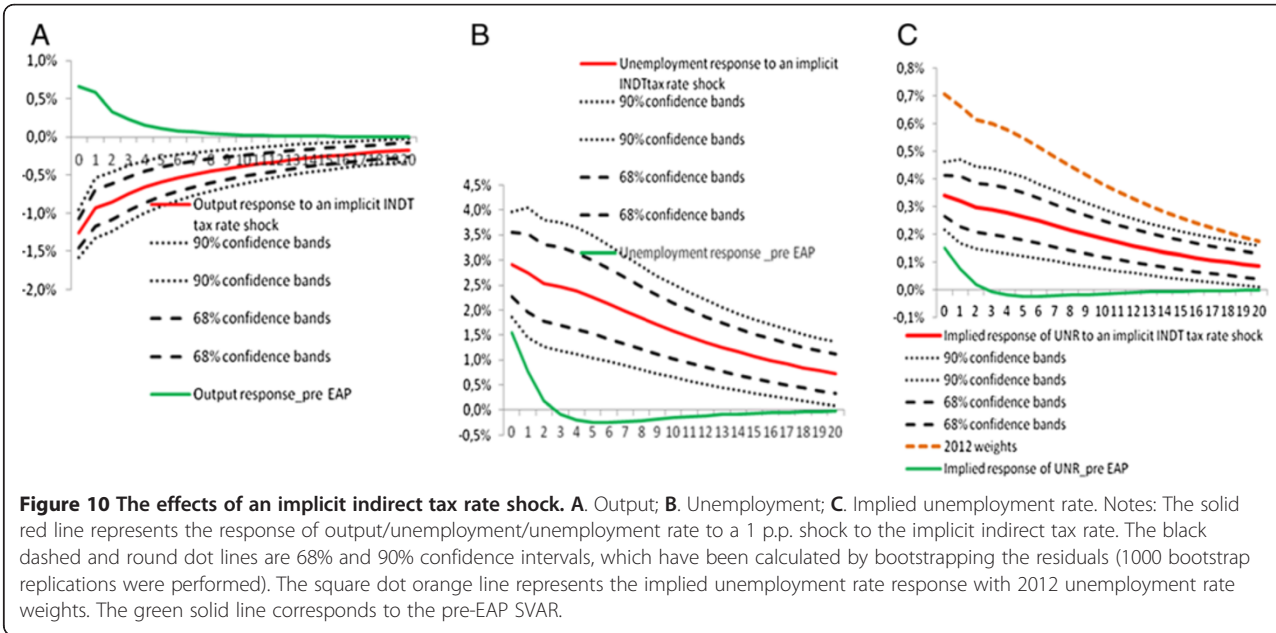 A
1,0%
0,5%
0,0%
-0,5%
-1,0%
-1,5%
-2,0%
0 1 2 3 4 5 6 7 8 9 1011121314151617181920
Output response to an implicit INDT
tax rate shock
90% confidence bands
90% confidence bands
68% confidence bands
68% confidence bands
Output response_pre EAP
B
Unemployment response to an implicit
INDTtax rate shock
90% confidence bands
90% confidence bands
68% confidence bands
68% confidence bands
Unemployment response _pre EAP
4,5%
4,0%
3,5%
3,0%
2,5%
2,0%
1,5%
1,0%
0,5%
0,0%
-0,5%
0 1 2 3 4 5 6 7 8 9 10 11 12 13 14 15 16 17 18 19 20
C
0,8%
0,7%
0,6%
0,5%
0,4%
0,3%
0,2%
0,1%
0,0%
-0,1%
0 1 2 3 4 5 6 7 8 9 10 11 12 13 14 15 16 17 18 19 20
Implied response of UNR to an implicit INDT tax rate shock
90% confidence bands
90% confidence bands
68% confidence bands
68% confidence bands
2012 weights
Implied response of UNR_pre EAP
Figure 10 The effects of an implicit indirect tax rate shock. A. Output; B. Unemployment; C. Implied unemployment rate. Notes: The solid
red line represents the response of output/unemployment/unemployment rate to a 1 p.p. shock to the implicit indirect tax rate. The black
dashed and round dot lines are 68% and 90% confidence intervals, which have been calculated by bootstrapping the residuals (1000 bootstrap
replications were performed). The square dot orange line represents the implied unemployment rate response with 2012 unemployment rate
weights. The green solid line corresponds to the pre-EAP SVAR.